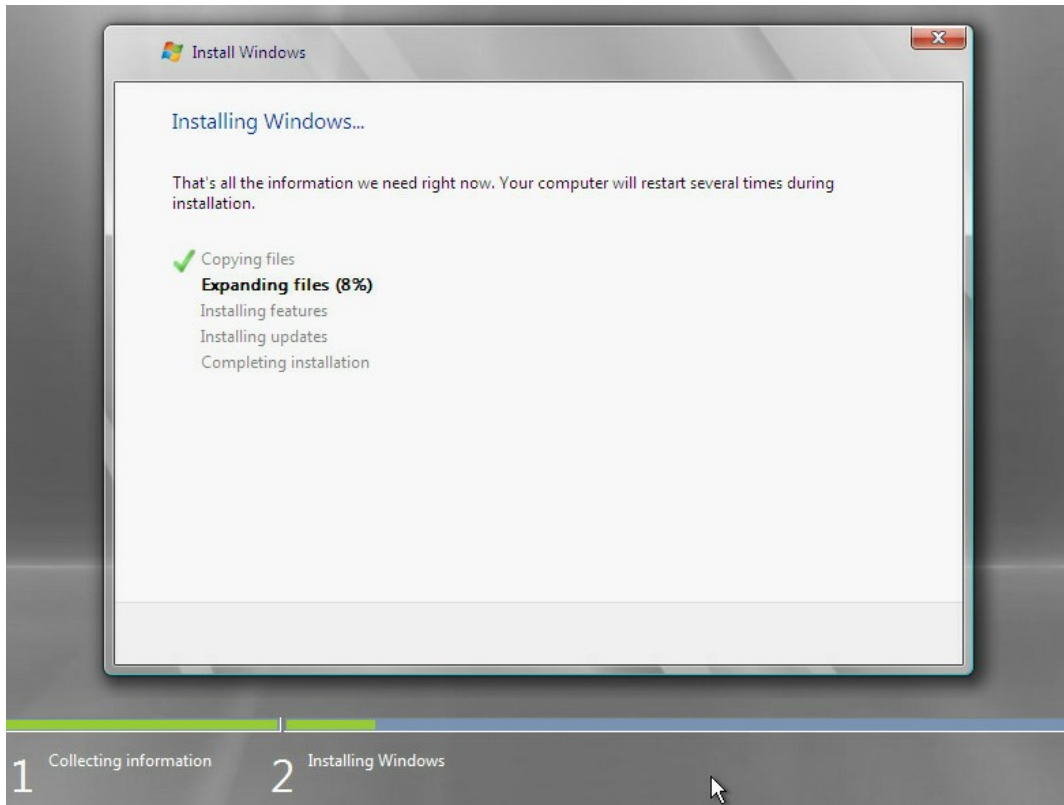 Install Windows
Installing Windows...
That's all the information we need right now. Your computer will restart several times during
installation.
Copying files
Expanding files (8%)
Installing features
Installing updates
Completing installation
1 Collecting information
2 Installing Windows